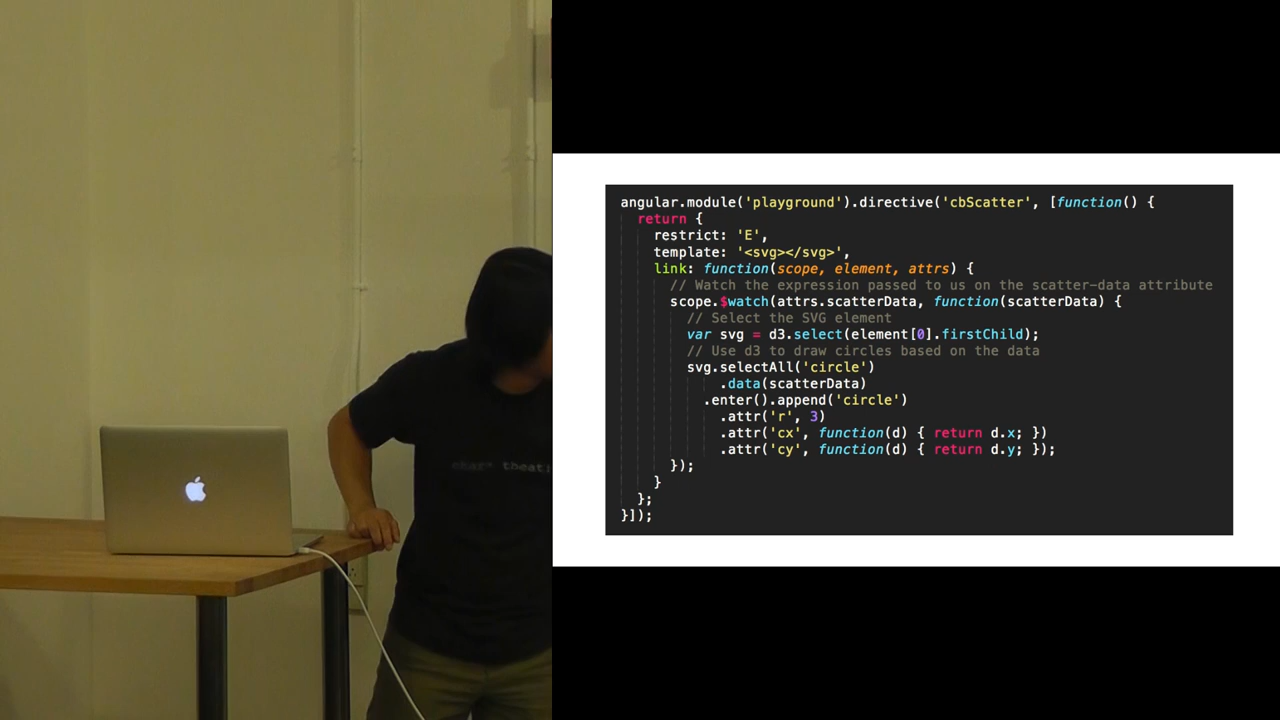 angular.module('playground').directive('cbScatter', [function() {
  return {
    restrict: 'E',
    template: '<svg></svg>',
    link: function(scope, element, attrs) {
      // Watch the expression passed to us on the scatter-data attribute
      scope.$watch(attrs.scatterData, function(scatterData) {
        // Select the SVG element
        var svg = d3.select(element[0].firstChild);
        // Use d3 to draw circles based on the data
        svg.selectAll('circle')
            .data(scatterData)
          .enter().append('circle')
            .attr('r', 3)
            .attr('cx', function(d) { return d.x; })
            .attr('cy', function(d) { return d.y; });
      });
    }
  };
}]);